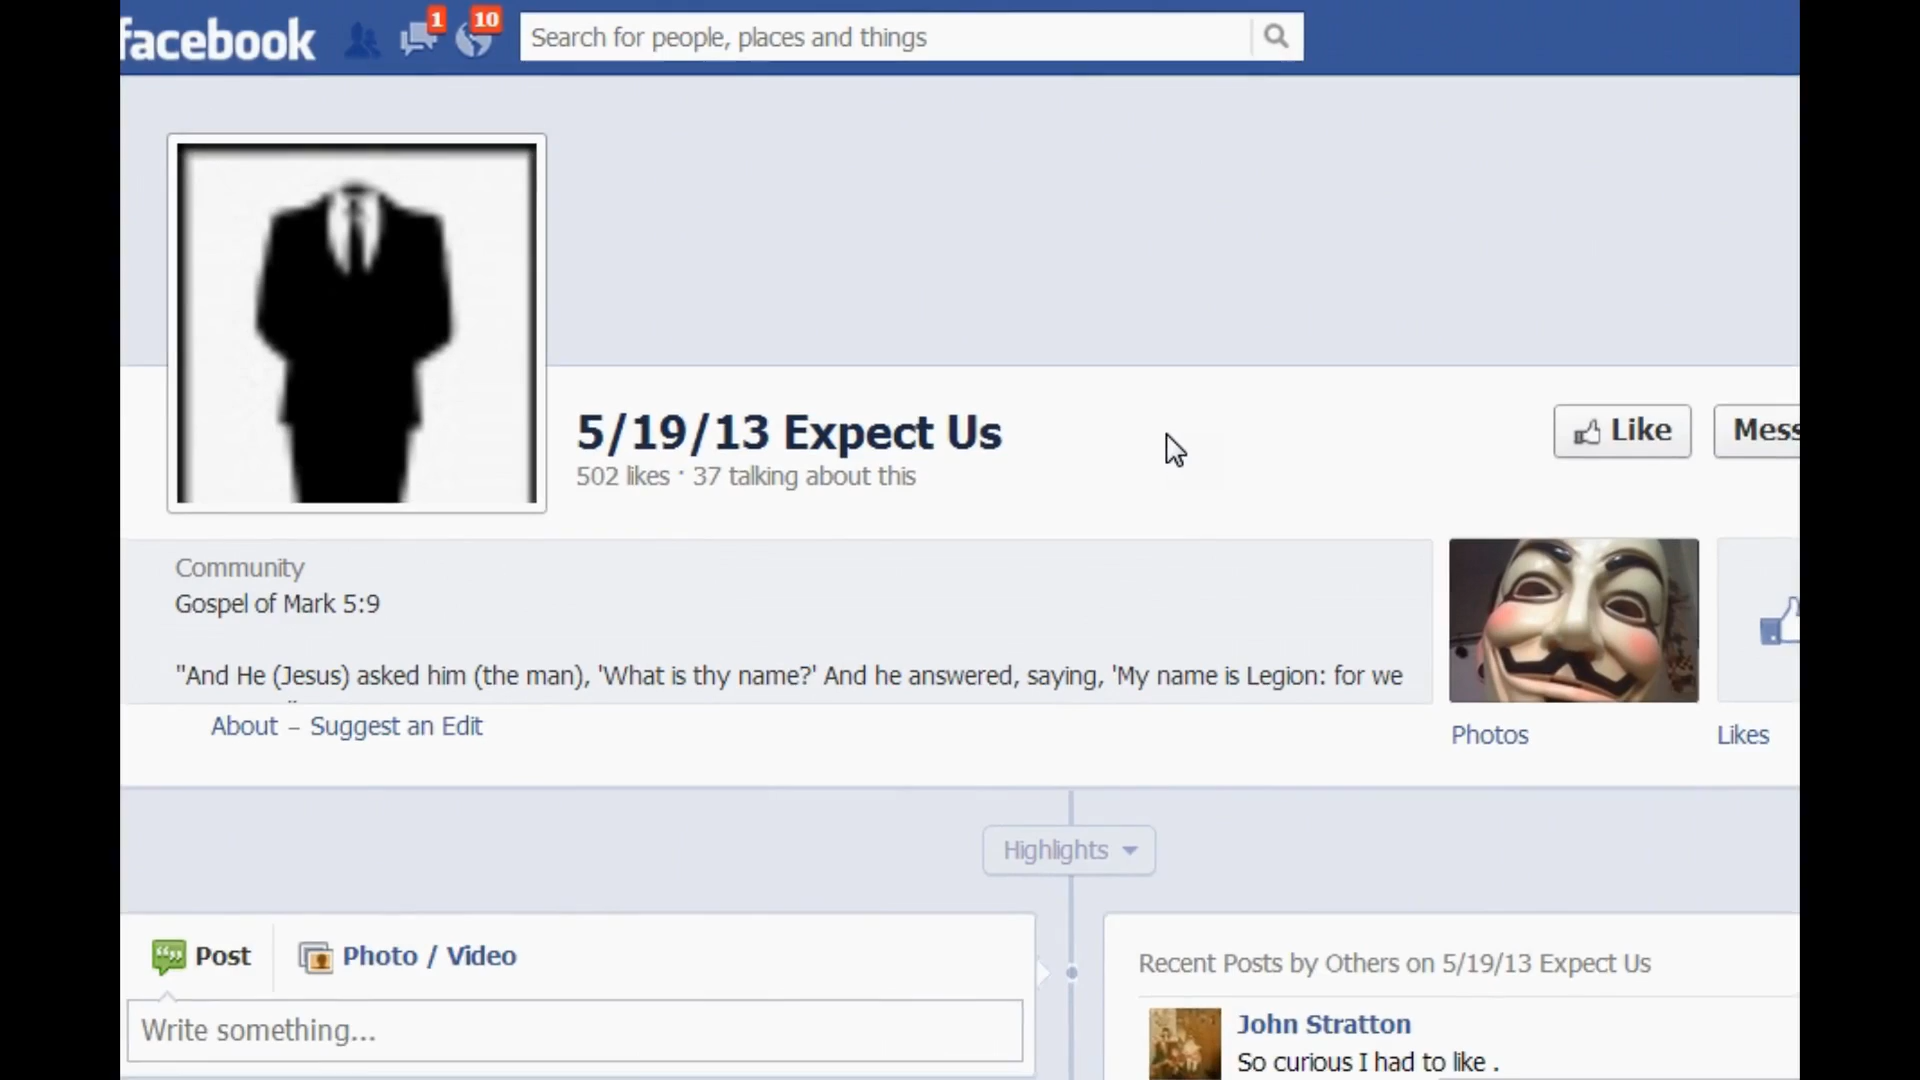 facebook
1
10
Search for people, places and things
5/19/13 Expect Us
502 likes · 37 talking about this
Like
Mess
Community
Gospel of Mark 5:9
"And He (Jesus) asked him (the man), 'What is thy name?' And he answered, saying, 'My name is Legion: for we
About – Suggest an Edit
Photos
Likes
Highlights
Post
Photo / Video
Write something...
Recent Posts by Others on 5/19/13 Expect Us
John Stratton
So curious I had to like .